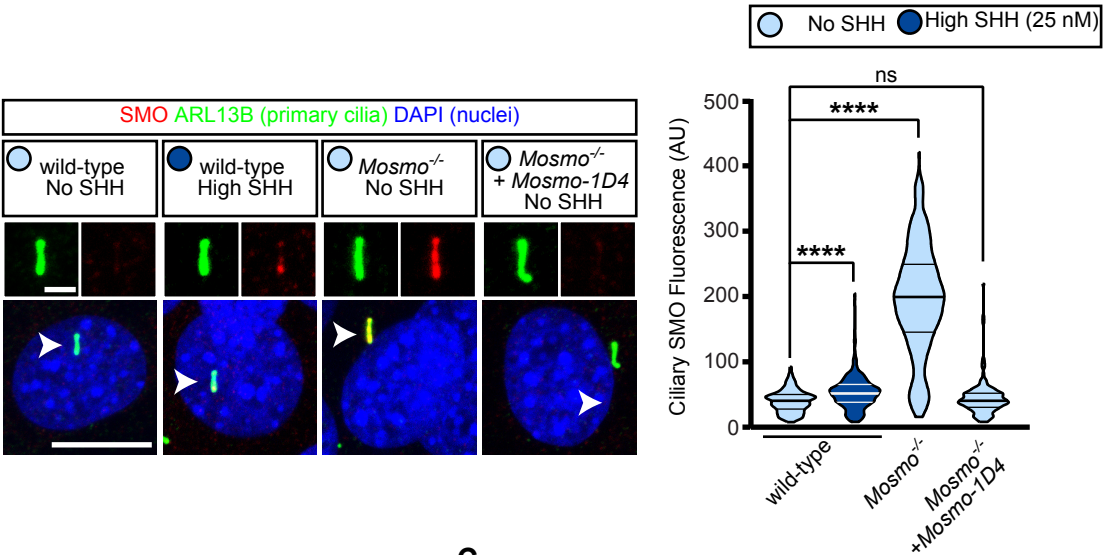 No SHH High SHH (25 nM)
SMO ARL13B (primary cilia) DAPI (nuclei)
wild-type
No SHH
wild-type
High SHH
Mosmo-/-
No SHH
Mosmo-/-
+ Mosmo-1D4
No SHH
Ciliary SMO Fluorescence (AU)
ns
****
****
500
400
300
200
100
0
wild-type
Mosmo-/-
Mosmo-/-
+Mosmo-1D4